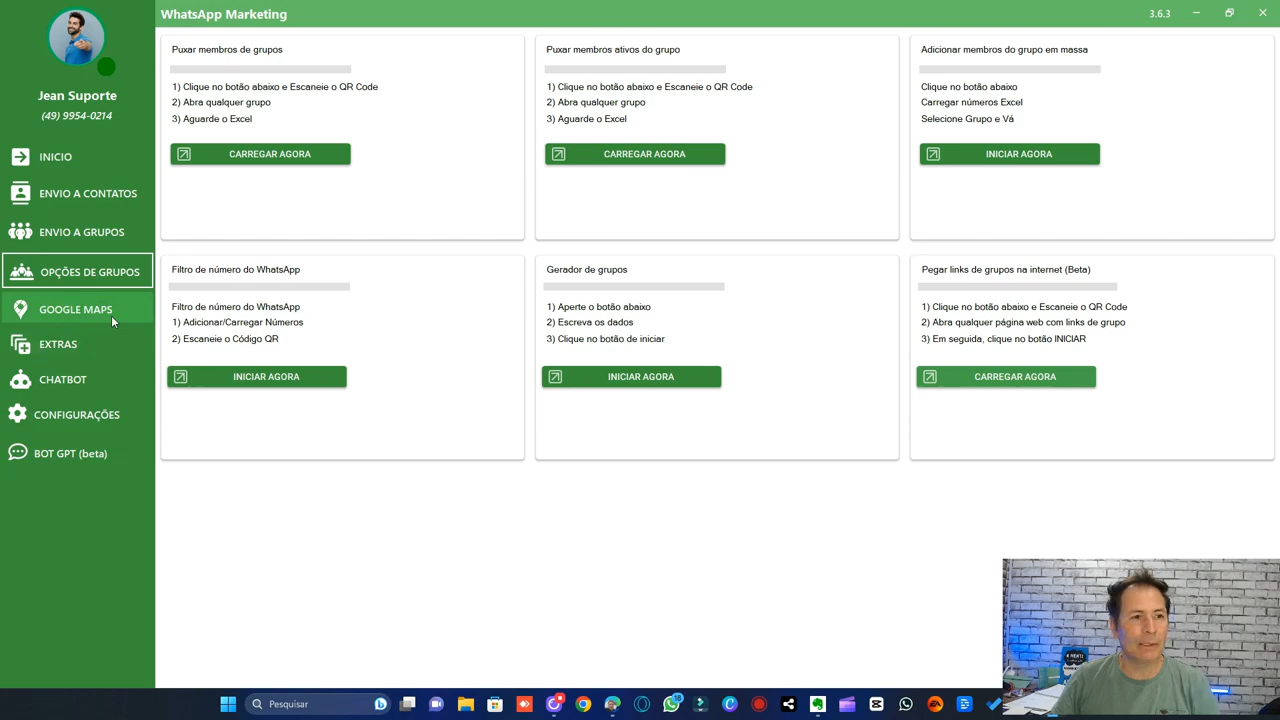 WhatsApp Marketing
3.6.3
Jean Suporte
(49) 9954-0214
INICIO
ENVIO A CONTATOS
ENVIO A GRUPOS
OPÇÕES DE GRUPOS
GOOGLE MAPS
EXTRAS
CHATBOT
CONFIGURAÇÕES
BOT GPT (beta)
Puxar membros de grupos
1) Clique no botão abaixo e Escaneie o QR Code
2) Abra qualquer grupo
3) Aguarde o Excel
CARREGAR AGORA
Puxar membros ativos do grupo
1) Clique no botão abaixo e Escaneie o QR Code
2) Abra qualquer grupo
3) Aguarde o Excel
CARREGAR AGORA
Adicionar membros do grupo em massa
Clique no botão abaixo
Carregar números Excel
Selecione Grupo e Vá
INICIAR AGORA
Filtro de número do WhatsApp
Filtro de número do WhatsApp
1) Adicionar/Carregar Números
2) Escaneie o Código QR
INICIAR AGORA
Gerador de grupos
1) Aperte o botão abaixo
2) Escreva os dados
3) Clique no botão de iniciar
INICIAR AGORA
Pegar links de grupos na internet (Beta)
1) Clique no botão abaixo e Escaneie o QR Code
2) Abra qualquer página web com links de grupo
3) Em seguida, clique no botão INICIAR
CARREGAR AGORA
Pesquisar
18